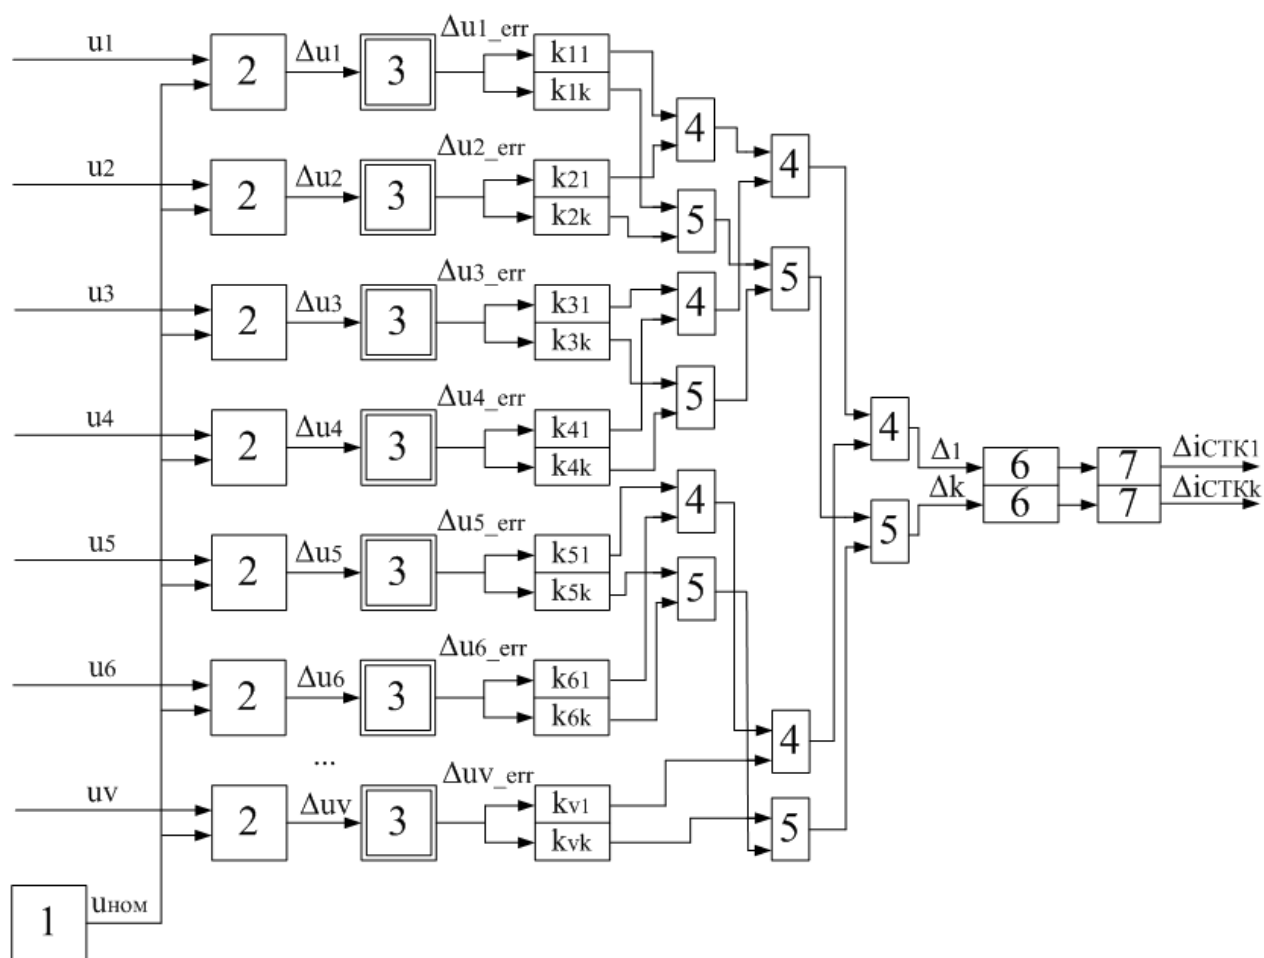 u1 2 Δu1 3 Δu1_err k11
k1k
4
4
u2 2 Δu2 3 Δu2_err k21
k2k
5
5
u3 2 Δu3 3 Δu3_err k31
k3k
4
5
u4 2 Δu4 3 Δu4_err k41
k4k
4
Δ1 6 7 ΔiСТК1
Δk 6 7 ΔiСТКk
5
u5 2 Δu5 3 Δu5_err k51
k5k
4
5
u6 2 Δu6 3 Δu6_err k61
k6k
4
...
uv 2 Δuv 3 Δuv_err kv1
kvk
5
1 uном